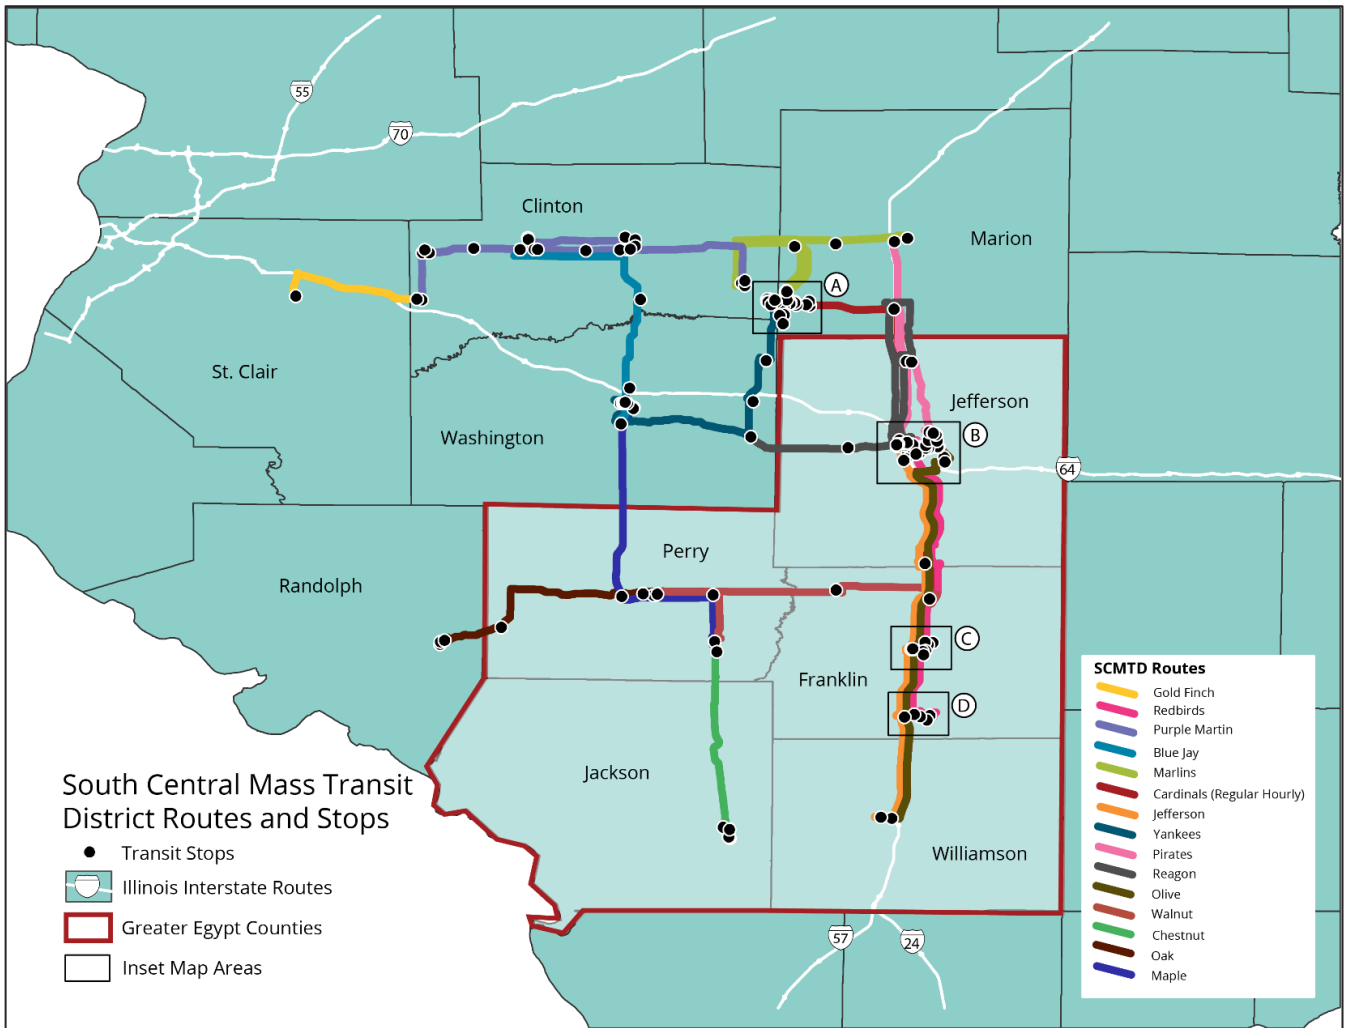 55
70
Clinton
Marion
A
St. Clair
Jefferson
Washington
B
64
Perry
Randolph
C
Franklin
D
SCMTD Routes
Gold Finch
Redbirds
Purple Martin
Blue Jay
Marlins
Cardinals (Regular Hourly)
Jefferson
Yankees
Pirates
Reagon
Olive
Walnut
Chestnut
Oak
Maple
Jackson
Williamson
South Central Mass Transit
District Routes and Stops
Transit Stops
Illinois Interstate Routes
Greater Egypt Counties
Inset Map Areas
57
24